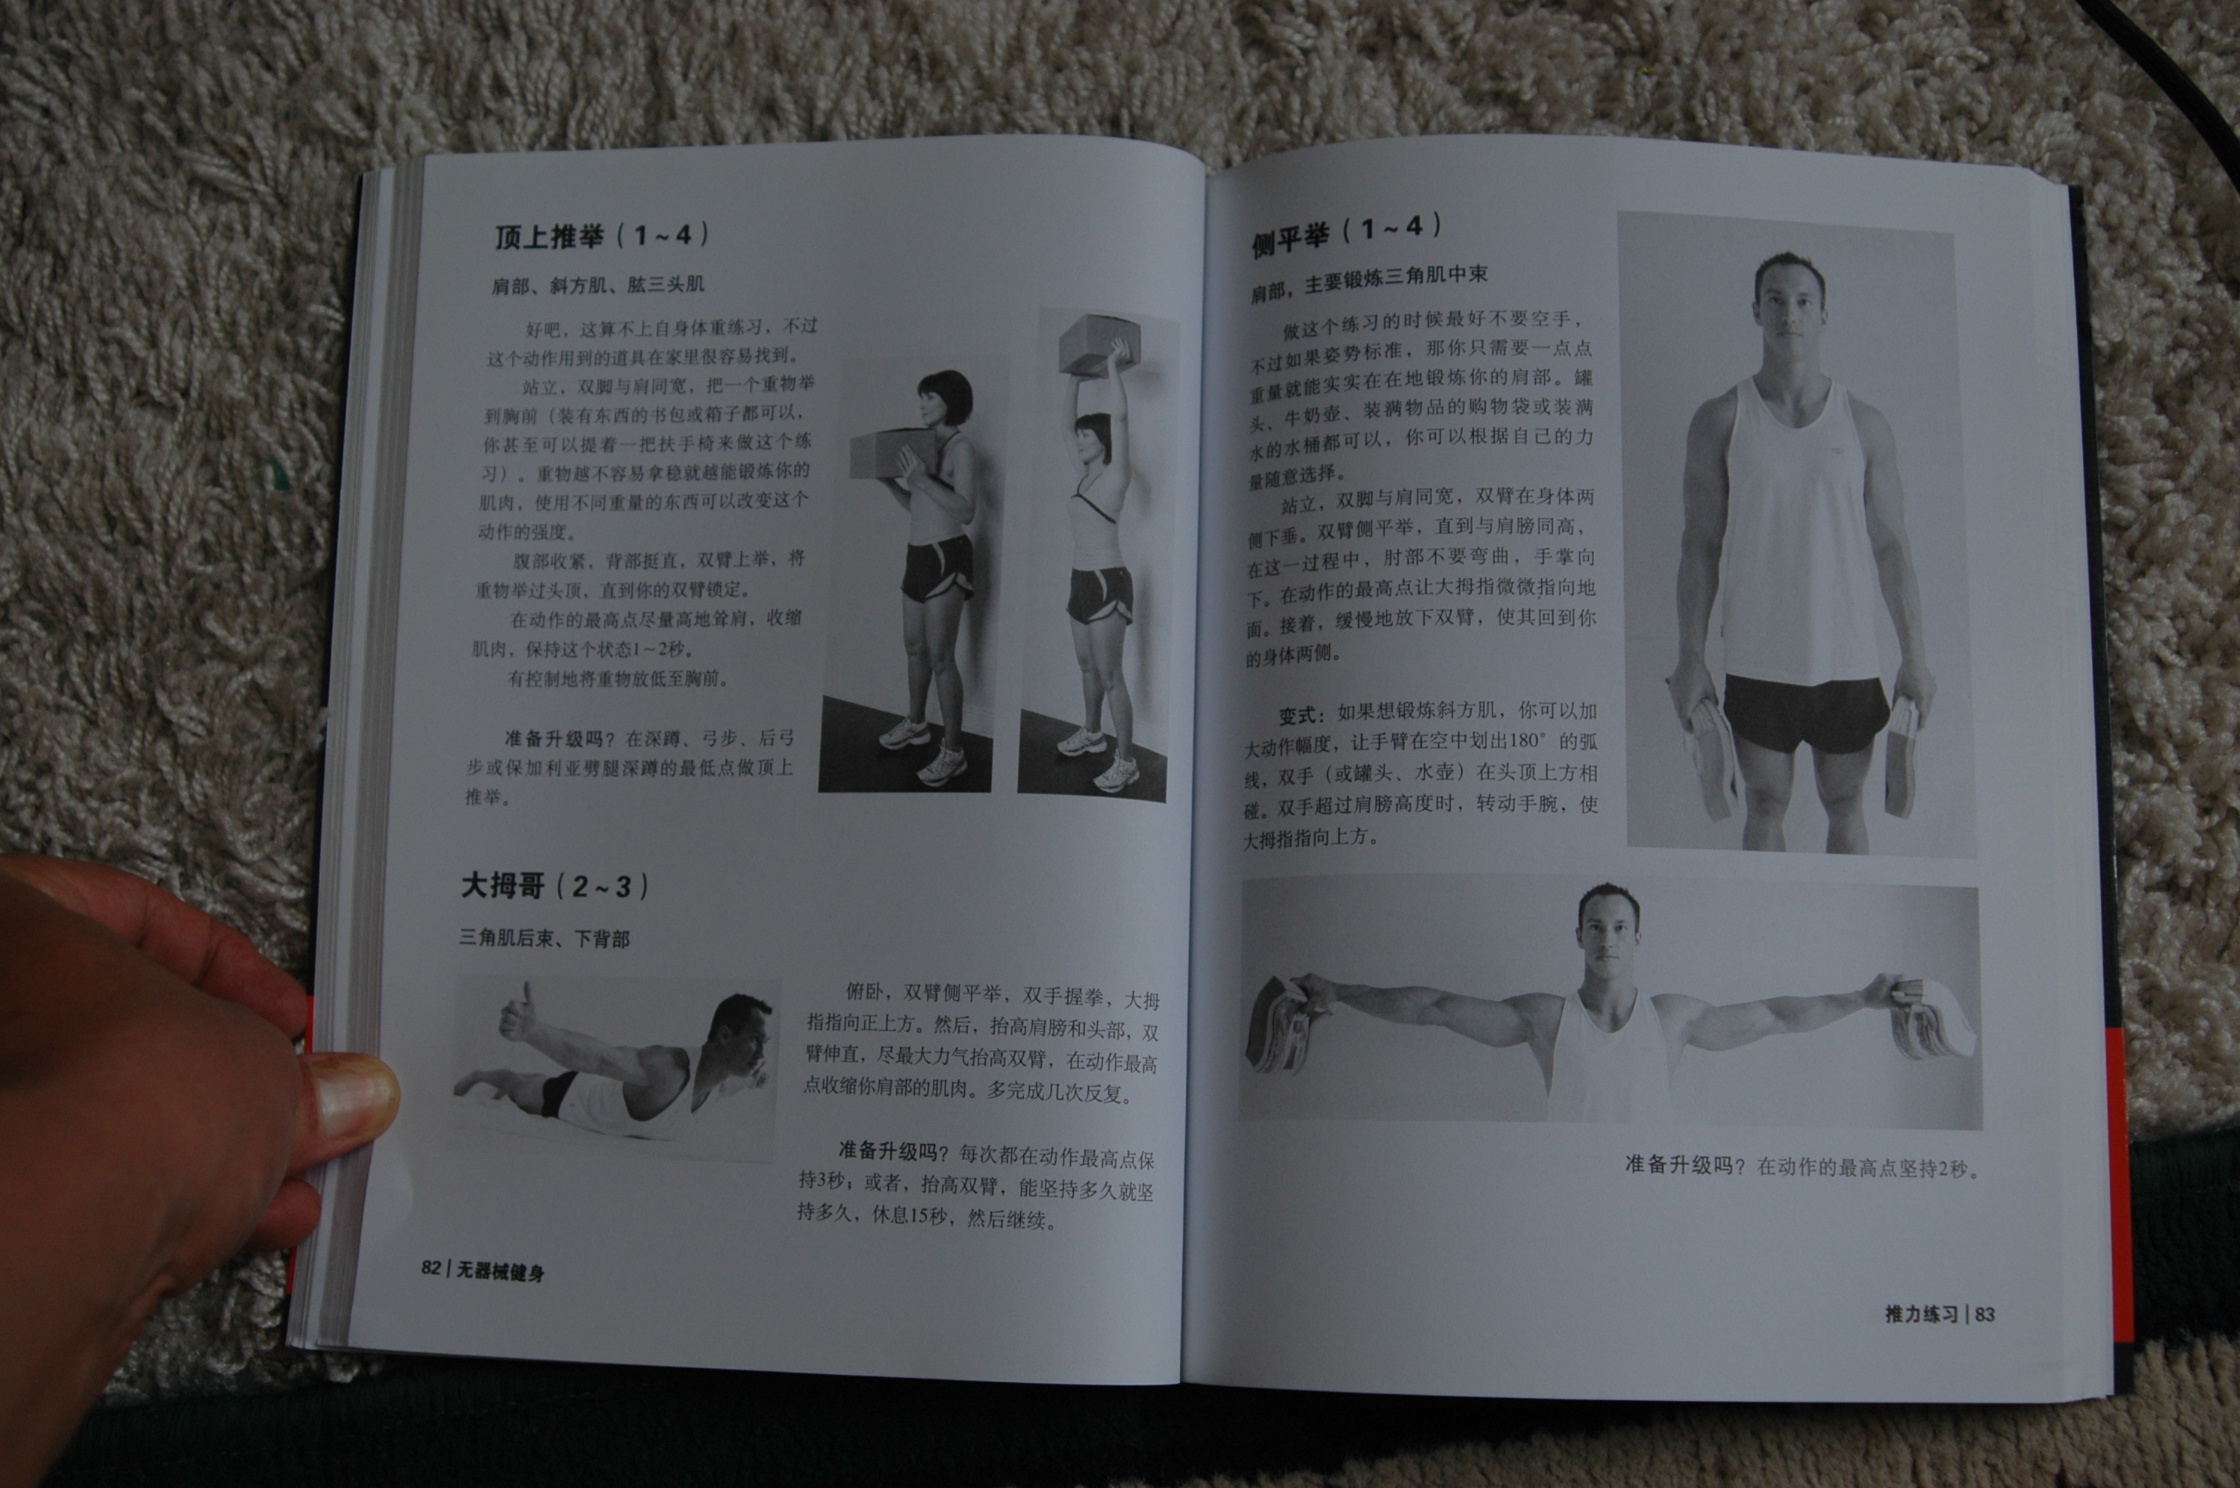 顶上推举（1~4）
肩部、斜方肌、肱三头肌
好吧，这算不上自身体重练习，不过
这个动作用到的道具在家里很容易找到。
站立，双脚与肩同宽，把一个重物举
到胸前（装有东西的书包或箱子都可以，
你甚至可以提着一把扶手椅来做这个练
习）。重物越不容易拿稳就越能锻炼你的
肌肉，使用不同重量的东西可以改变这个
动作的强度。
腹部收紧，背部挺直，双臂上举，将
重物举过头顶，直到你的双臂锁定。
在动作的最高点尽量高地耸肩，收缩
肌肉，保持这个状态1~2秒。
有控制地将重物放低至胸前。
准备升级吗？在深蹲、弓步、后弓
步或保加利亚劈腿深蹲的最低点做顶上
推举。
大拇哥（2~3）
三角肌后束、下背部
俯卧，双臂侧平举，双手握拳，大拇
指指向正上方。然后，抬高肩膀和头部，双
臂伸直，尽最大力气抬高双臂，在动作最高
点收缩你肩部的肌肉。多完成几次反复。
准备升级吗？每次都在动作最高点保
持3秒；或者，抬高双臂，能坚持多久就坚
持多久，休息15秒，然后继续。
82|无器械健身
侧平举（1~4）
肩部，主要锻炼三角肌中束
做这个练习的时候最好不要空手，
不过如果姿势标准，那你只需要一点点
重量就能实实在在地锻炼你的肩部。罐
头、牛奶壶、装满物品的购物袋或装满
水的水桶都可以，你可以根据自己的力
量随意选择。
站立，双脚与肩同宽，双臂在身体两
侧下垂。双臂侧平举，直到与肩膀同高，
在这一过程中，肘部不要弯曲，手掌向
下。在动作的最高点让大拇指微微指向地
面。接着，缓慢地放下双臂，使其回到你
的身体两侧。
变式：如果想锻炼斜方肌，你可以加
大动作幅度，让手臂在空中划出180°的弧
线，双手（或罐头、水壶）在头顶上方相
碰。双手超过肩膀高度时，转动手腕，使
大拇指指向上方。
准备升级吗？在动作的最高点坚持2秒。
推力练习|83